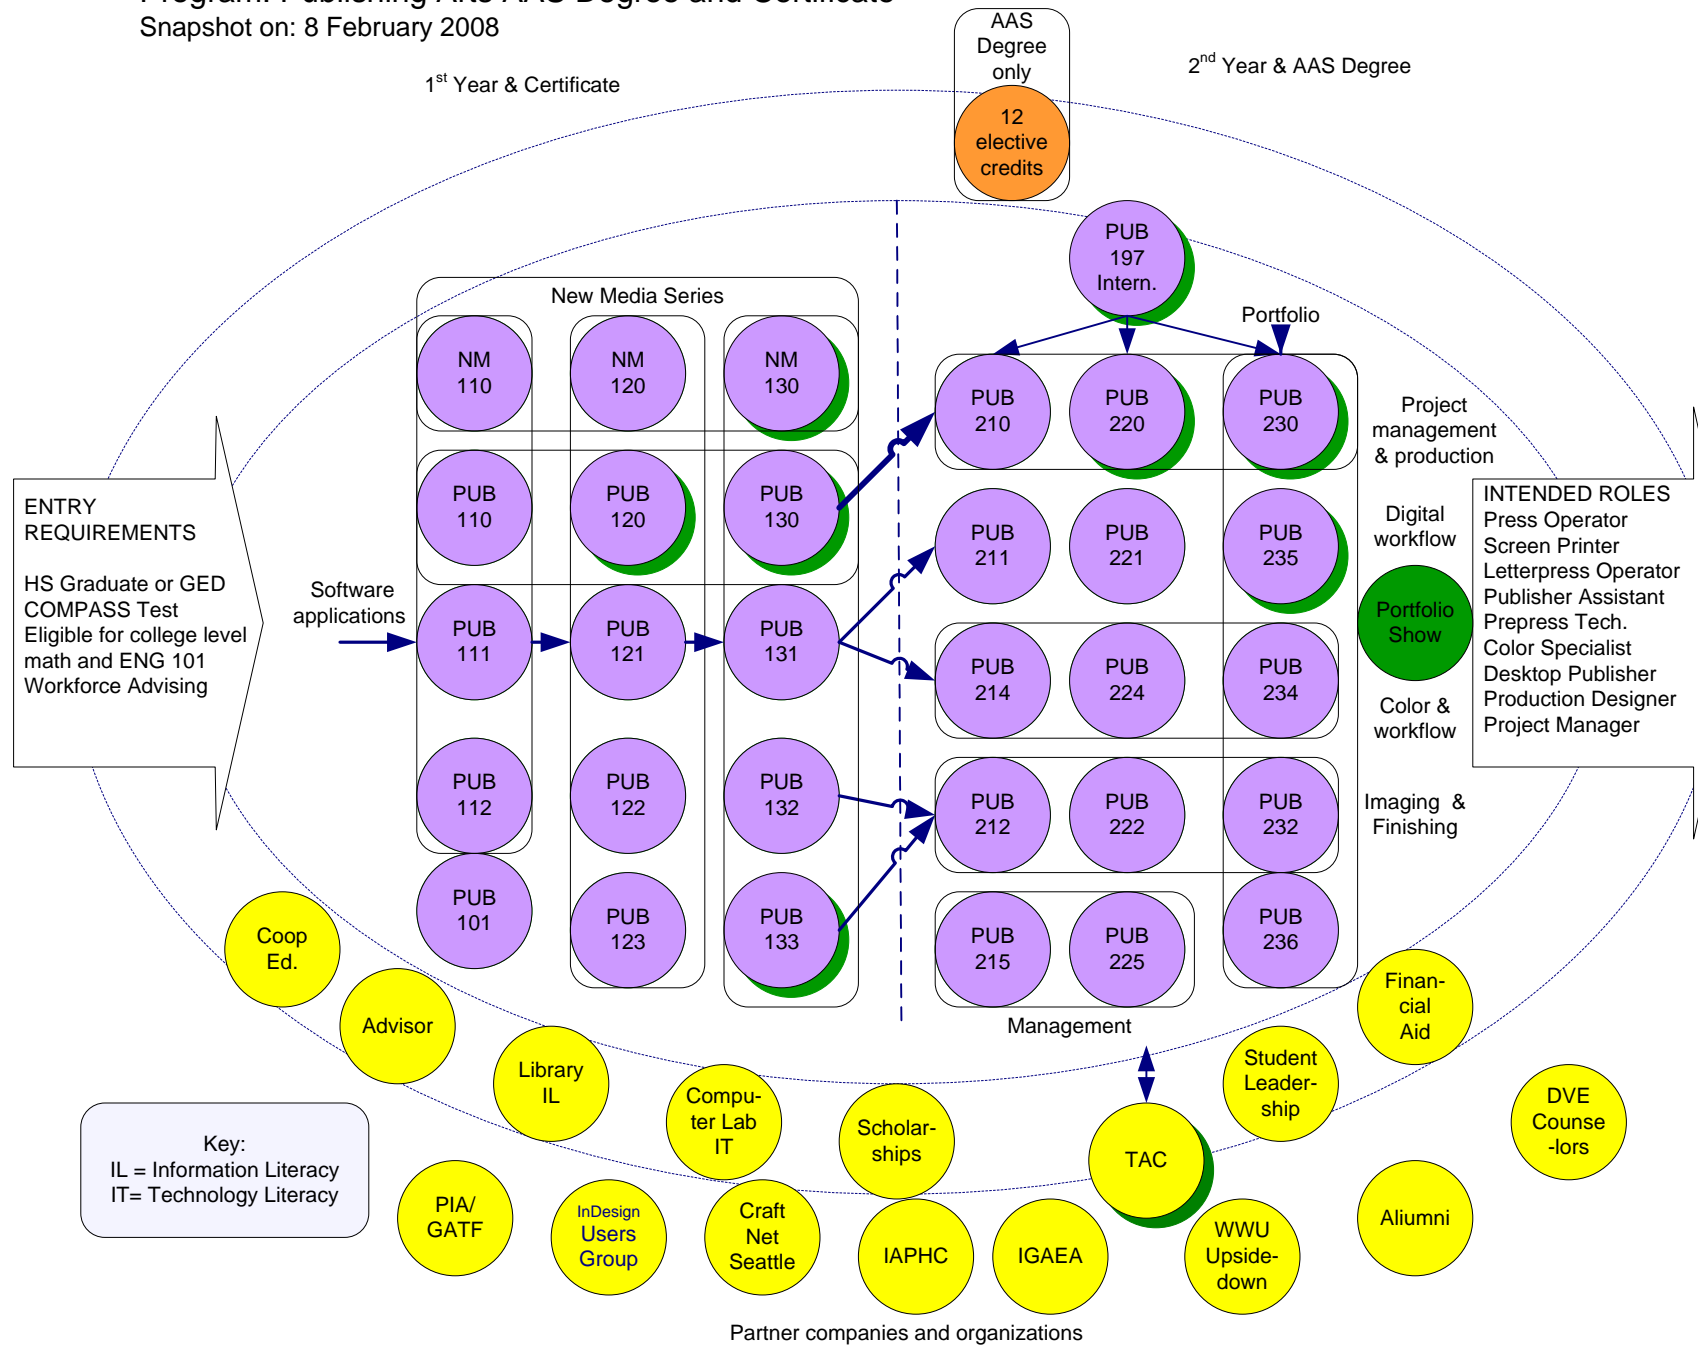 Program: Publishing Arts AAS Degree and Certificate
Snapshot on: 8 February 2008
1st Year & Certificate
AAS
Degree
only
12
elective
credits
2nd Year & AAS Degree
PUB
197
Intern.
New Media Series
Portfolio
NM
110
NM
120
NM
130
PUB
210
PUB
220
PUB
230
Project
management
& production
PUB
110
PUB
120
PUB
130
PUB
211
PUB
221
PUB
235
Digital
workflow
Software
applications
PUB
111
PUB
121
PUB
131
PUB
214
PUB
224
PUB
234
Portfolio
Show
Color &
workflow
PUB
112
PUB
122
PUB
132
PUB
212
PUB
222
PUB
232
Imaging &
Finishing
PUB
101
PUB
123
PUB
133
PUB
215
PUB
225
PUB
236
Management
ENTRY
REQUIREMENTS
HS Graduate or GED
COMPASS Test
Eligible for college level
math and ENG 101
Workforce Advising
INTENDED ROLES
Press Operator
Screen Printer
Letterpress Operator
Publisher Assistant
Prepress Tech.
Color Specialist
Desktop Publisher
Production Designer
Project Manager
Coop
Ed.
Advisor
Library
IL
Compu-
ter Lab
IT
Scholar-
ships
TAC
Student
Leader-
ship
Finan-
cial
Aid
DVE
Counse
-lors
Key:
IL = Information Literacy
IT= Technology Literacy
PIA/
GATF
InDesign
Users
Group
Craft
Net
Seattle
IAPHC
IGAEA
WWU
Upside-
down
Aliumni
Partner companies and organizations